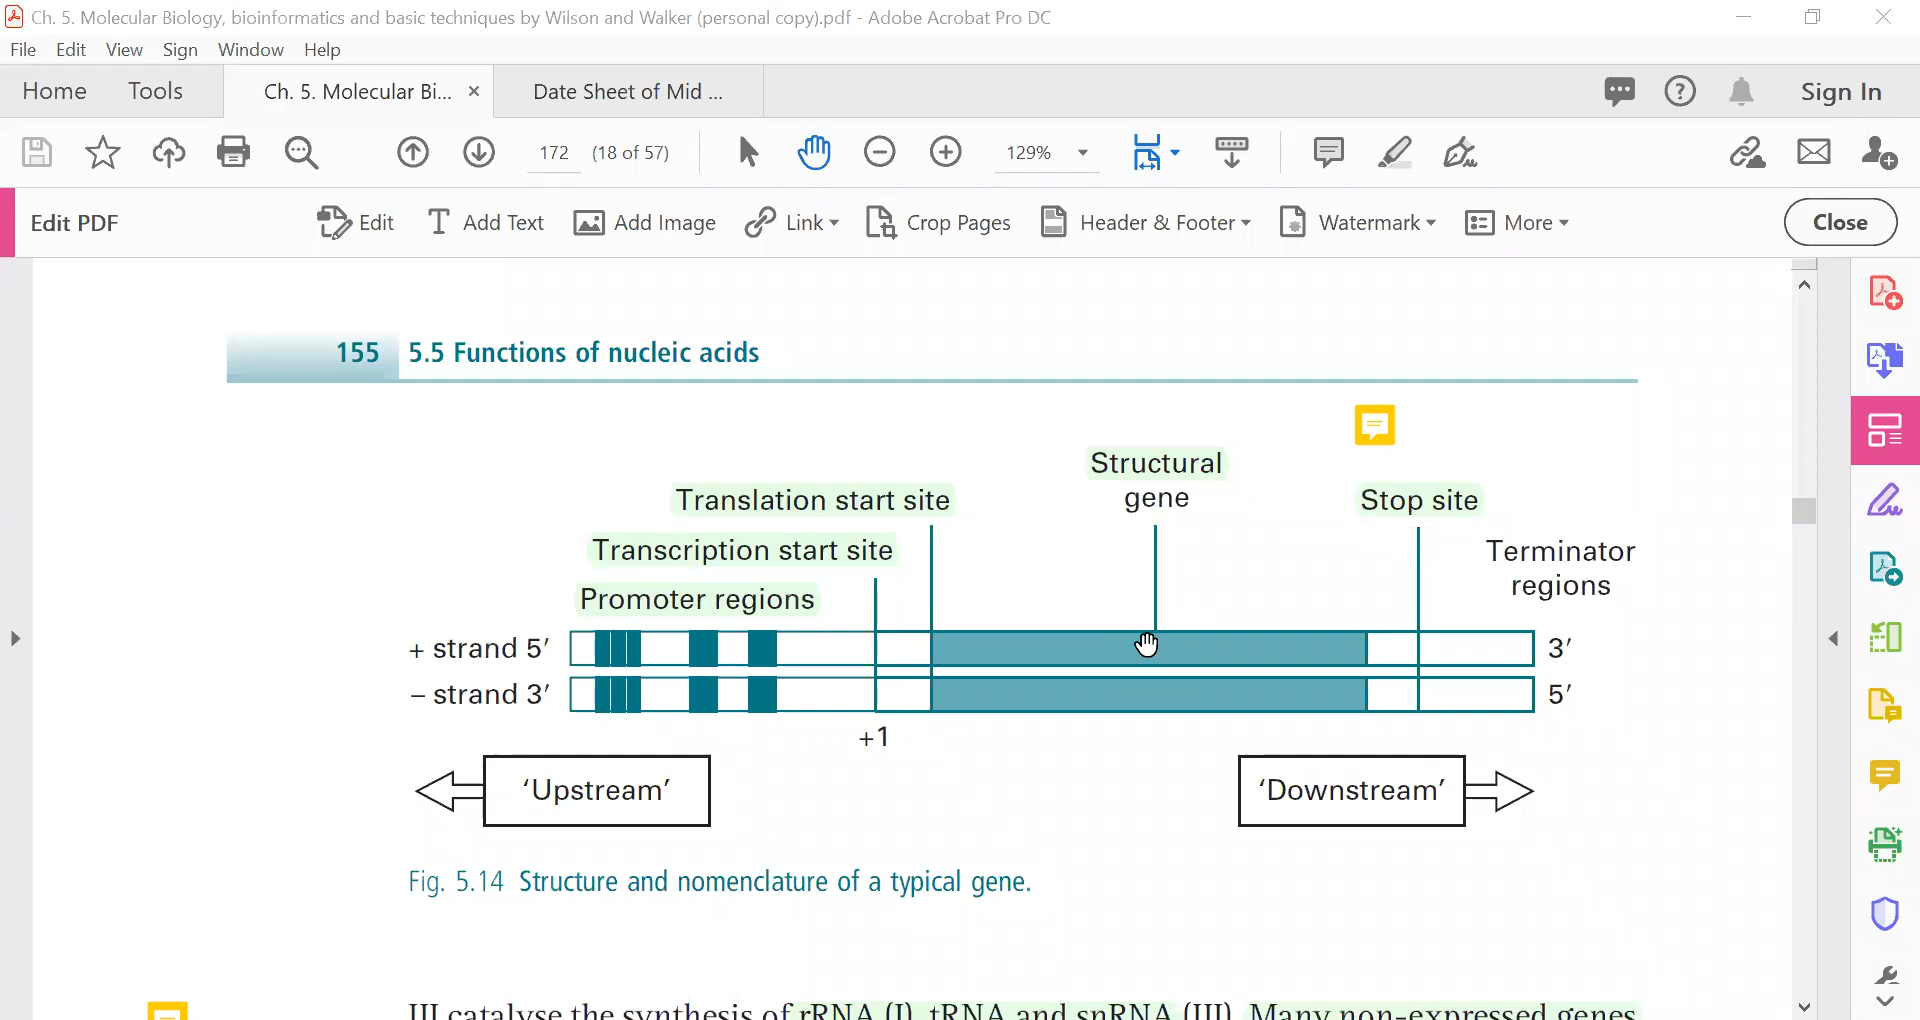 Ch. 5. Molecular Biology, bioinformatics and basic techniques by Wilson and Walker (personal copy).pdf - Adobe Acrobat Pro DC
File Edit View Sign Window Help
Home Tools Ch. 5. Molecular Bi... × Date Sheet of Mid ... Sign In
172 (18 of 57) 129%
Edit PDF Edit Add Text Add Image Link Crop Pages Header & Footer Watermark More Close
155 5.5 Functions of nucleic acids
Structural
gene
Translation start site
Stop site
Transcription start site
Terminator
regions
Promoter regions
+ strand 5′ 3′
− strand 3′ 5′
+1
‘Upstream’ ‘Downstream’
Fig. 5.14 Structure and nomenclature of a typical gene.
III catalyse the synthesis of rRNA (I), tRNA and snRNA (III). Many non-expressed genes